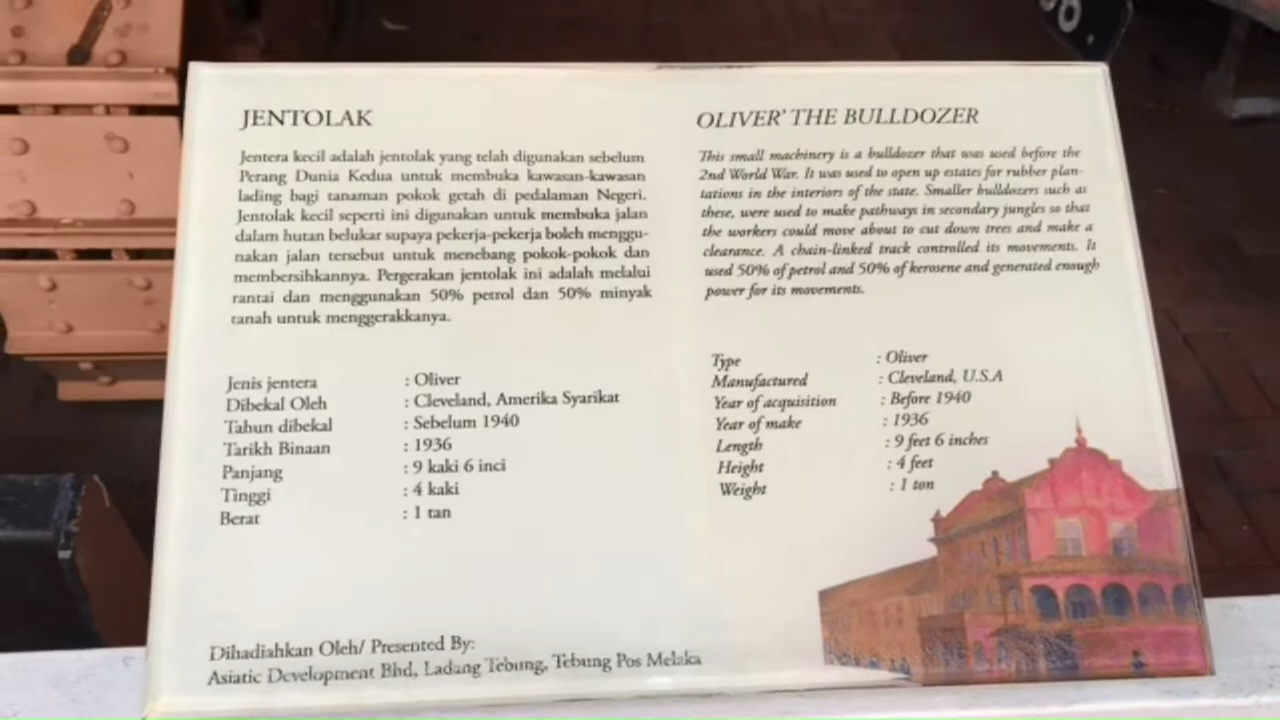 JENTOLAK
Jentera kecil adalah jentolak yang telah digunakan sebelum
Perang Dunia Kedua untuk membuka kawasan-kawasan
lading bagi tanaman pokok getah di pedalaman Negeri.
Jentolak kecil seperti ini digunakan untuk membuka jalan
dalam hutan belukar supaya pekerja-pekerja boleh menggu-
nakan jalan tersebut untuk menebang pokok-pokok dan
membersihkannya. Pergerakan jentolak ini adalah melalui
rantai dan menggunakan 50% petrol dan 50% minyak
tanah untuk menggerakkanya.
Jenis jentera : Oliver
Dibekal Oleh : Cleveland, Amerika Syarikat
Tahun dibekal : Sebelum 1940
Tarikh Binaan : 1936
Panjang : 9 kaki 6 inci
Tinggi : 4 kaki
Berat : 1 tan
OLIVER' THE BULLDOZER
This small machinery is a bulldozer that was used before the
2nd World War. It was used to open up estates for rubber plan-
tations in the interiors of the state. Smaller bulldozers such as
these, were used to make pathways in secondary jungles so that
the workers could move about to cut down trees and make a
clearance. A chain-linked track controlled its movements. It
used 50% of petrol and 50% of kerosene and generated enough
power for its movements.
Type : Oliver
Manufactured : Cleveland, U.S.A
Year of acquisition : Before 1940
Year of make : 1936
Length : 9 feet 6 inches
Height : 4 feet
Weight : 1 ton
Dihadiahkan Oleh/ Presented By:
Asiatic Development Bhd, Ladang Tebung, Tebung Pos Melaka